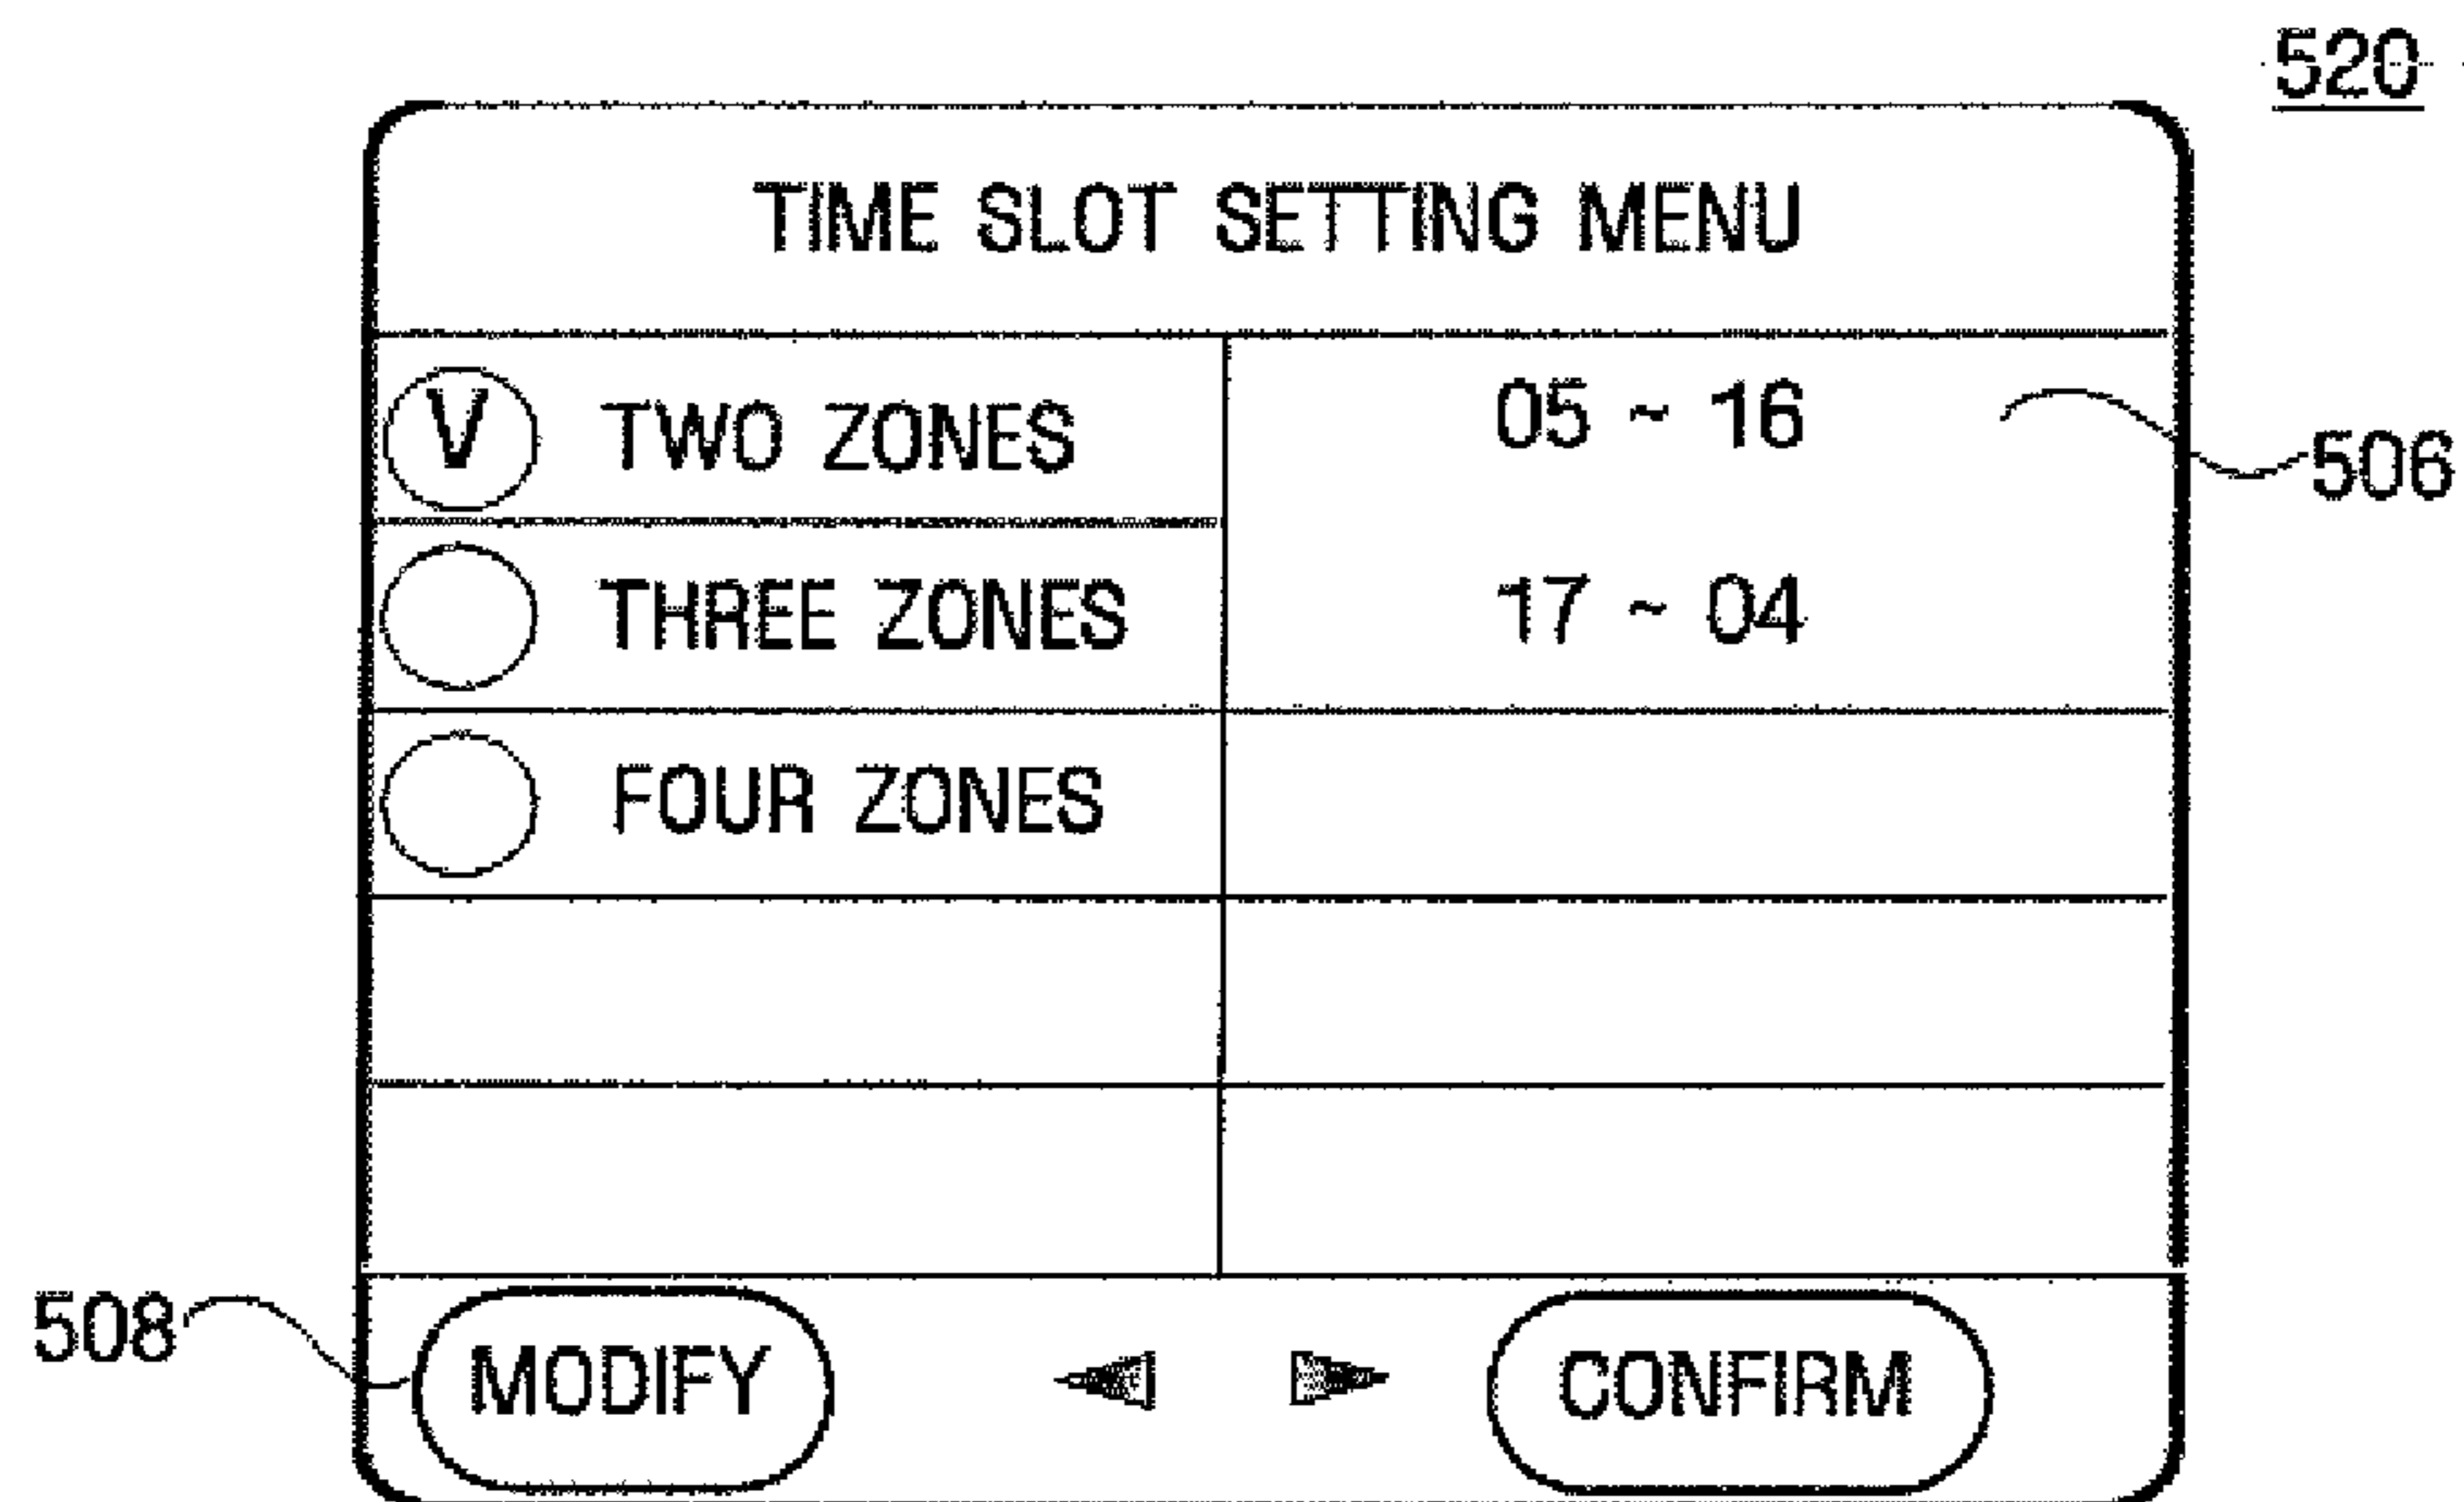 520
TIME SLOT SETTING MENU
V TWO ZONES
05 ~ 16
506
THREE ZONES
17 ~ 04
FOUR ZONES
508
MODIFY
CONFIRM